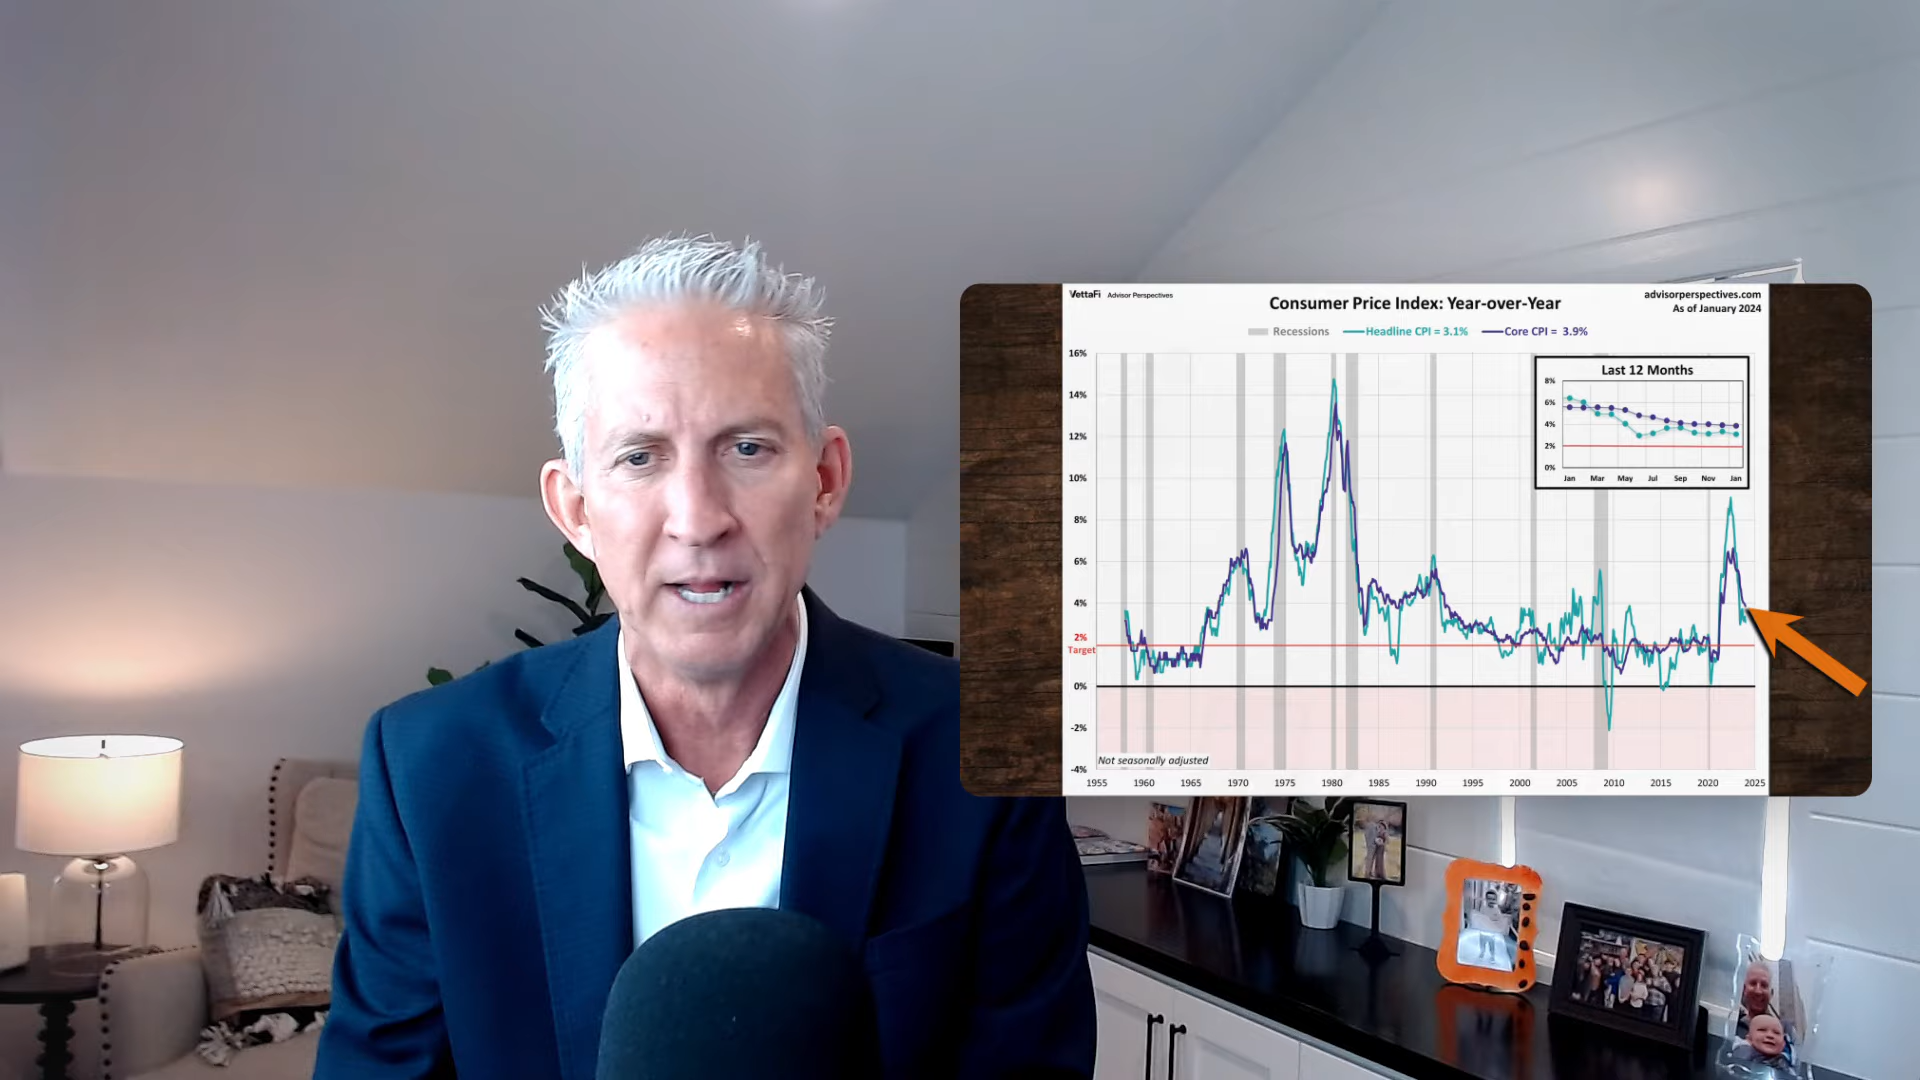 VettaFi Advisor Perspectives
Consumer Price Index: Year-over-Year
advisorperspectives.com
As of January 2024
Recessions Headline CPI = 3.1% Core CPI = 3.9%
16%
14%
12%
10%
8%
6%
4%
2%
Target
0%
-2%
-4%
Last 12 Months
8%
6%
4%
2%
0%
Jan Mar May Jul Sep Nov Jan
Not seasonally adjusted
1955 1960 1965 1970 1975 1980 1985 1990 1995 2000 2005 2010 2015 2020 2025